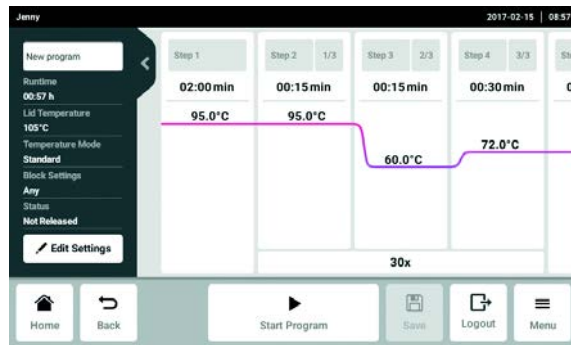 Jenny
2017-02-15 | 08:57
New program
Runtime
00:57 h
Lid Temperature
105°C
Temperature Mode
Standard
Block Settings
Any
Status
Not Released
Edit Settings
Step 1
Step 2 1/3
Step 3 2/3
Step 4 3/3
02:00 min
00:15 min
00:15 min
00:30 min
95.0°C
95.0°C
60.0°C
72.0°C
30x
Home
Back
Start Program
Save
Logout
Menu